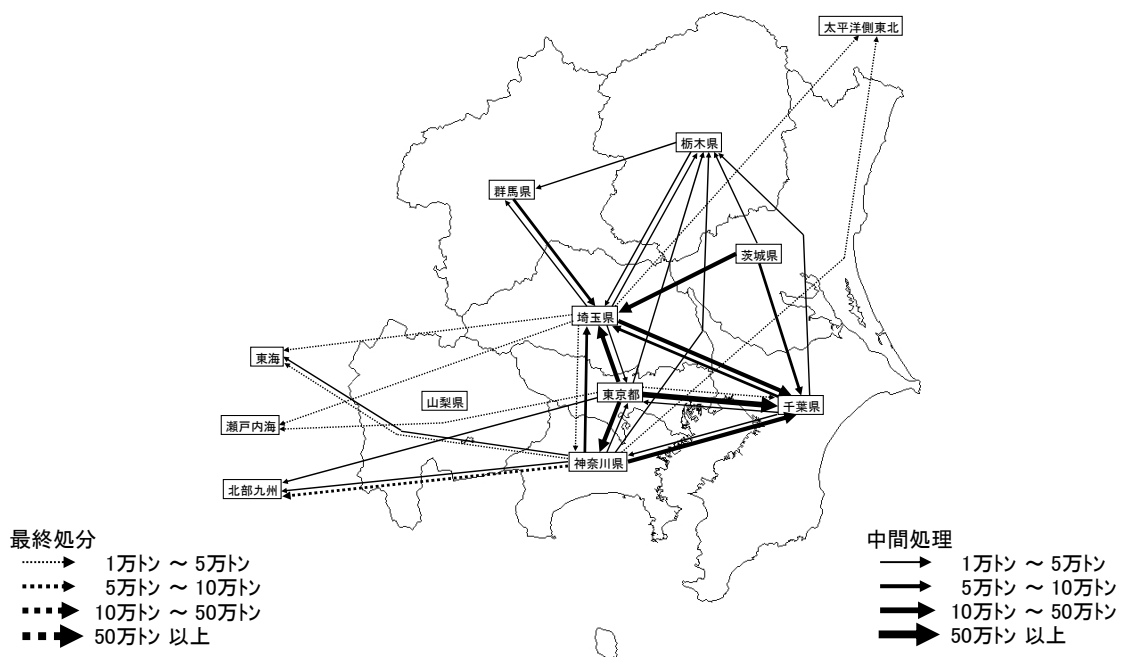 太平洋側東北
栃木県
群馬県
茨城県
埼玉県
東海
東京都
山梨県
千葉県
瀬戸内海
神奈川県
北部九州
最終処分
1万トン ～ 5万トン
5万トン ～ 10万トン
10万トン ～ 50万トン
50万トン 以上
中間処理
1万トン ～ 5万トン
5万トン ～ 10万トン
10万トン ～ 50万トン
50万トン 以上